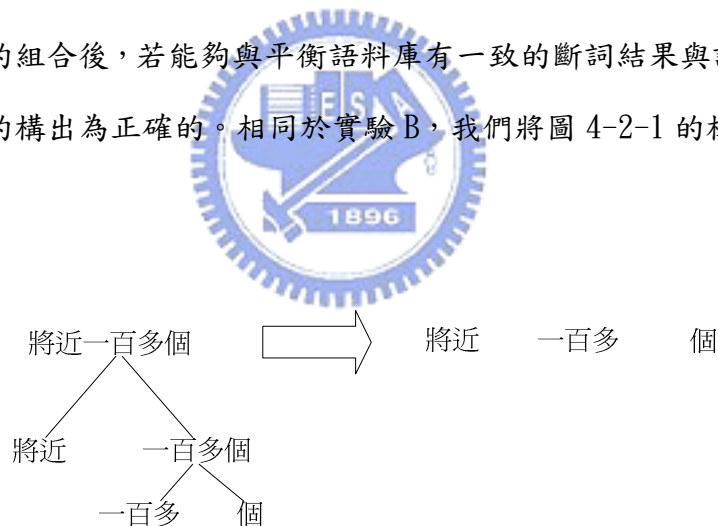 的組合後，若能夠與平衡語料庫有一致的斷詞結果與
的構出為正確的。相同於實驗 B，我們將圖 4-2-1 的
E S A
1896
將近一百多個 將近 一百多 個
將近 一百多個
一百多 個